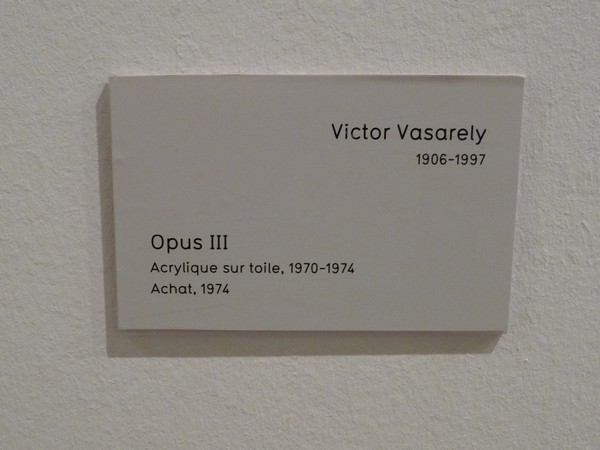 Victor Vasarely
1906-1997
Opus III
Acrylique sur toile, 1970-1974
Achat, 1974